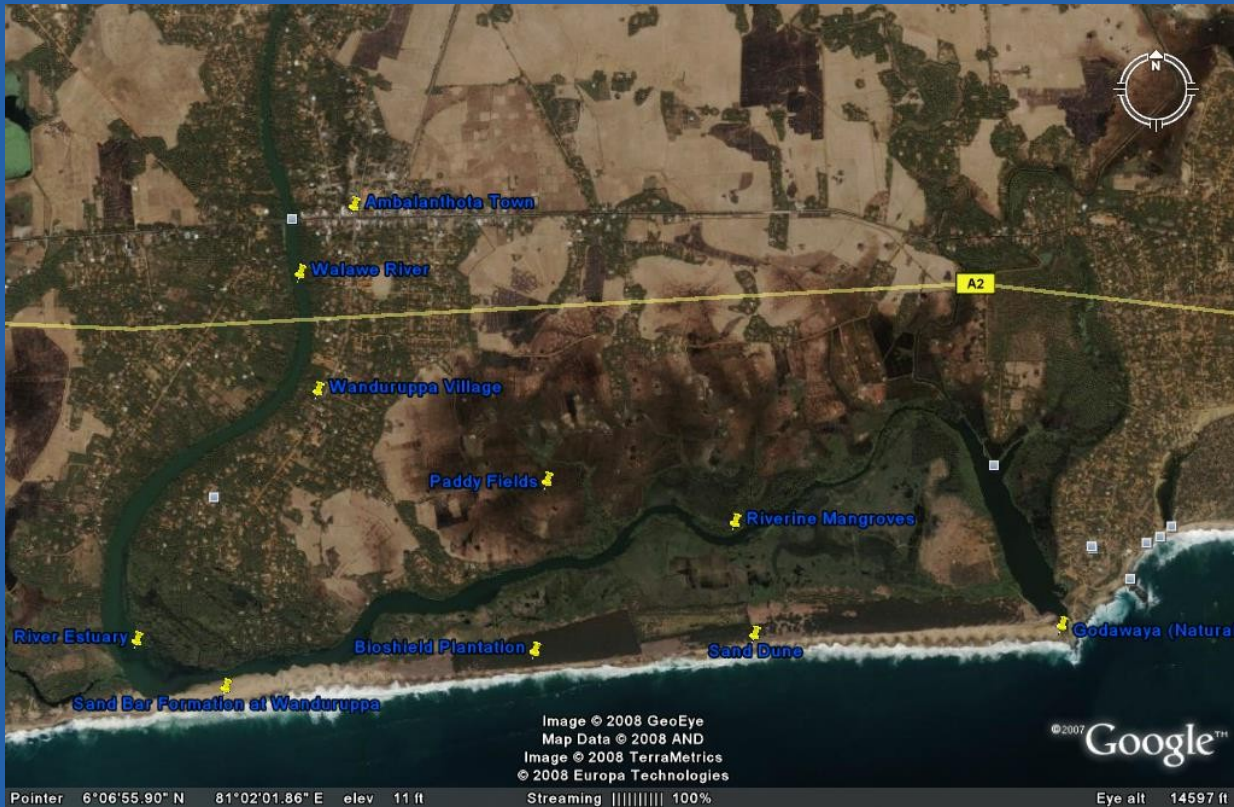 N
Ambalanthota Town
Walawe River
A2
Wanduruppa Village
Paddy Fields
Riverine Mangroves
River Estuary
Bioshield Plantation
Sand Dune
Godawaya (Natura
Sand Bar Formation at Wanduruppa
Image © 2008 GeoEye
Map Data © 2008 AND
Image © 2008 TerraMetrics
© 2008 Europa Technologies
©2007 Google™
Pointer 6°06'55.90" N 81°02'01.86" E elev 11 ft Streaming |||||||||| 100% Eye alt 14597 ft